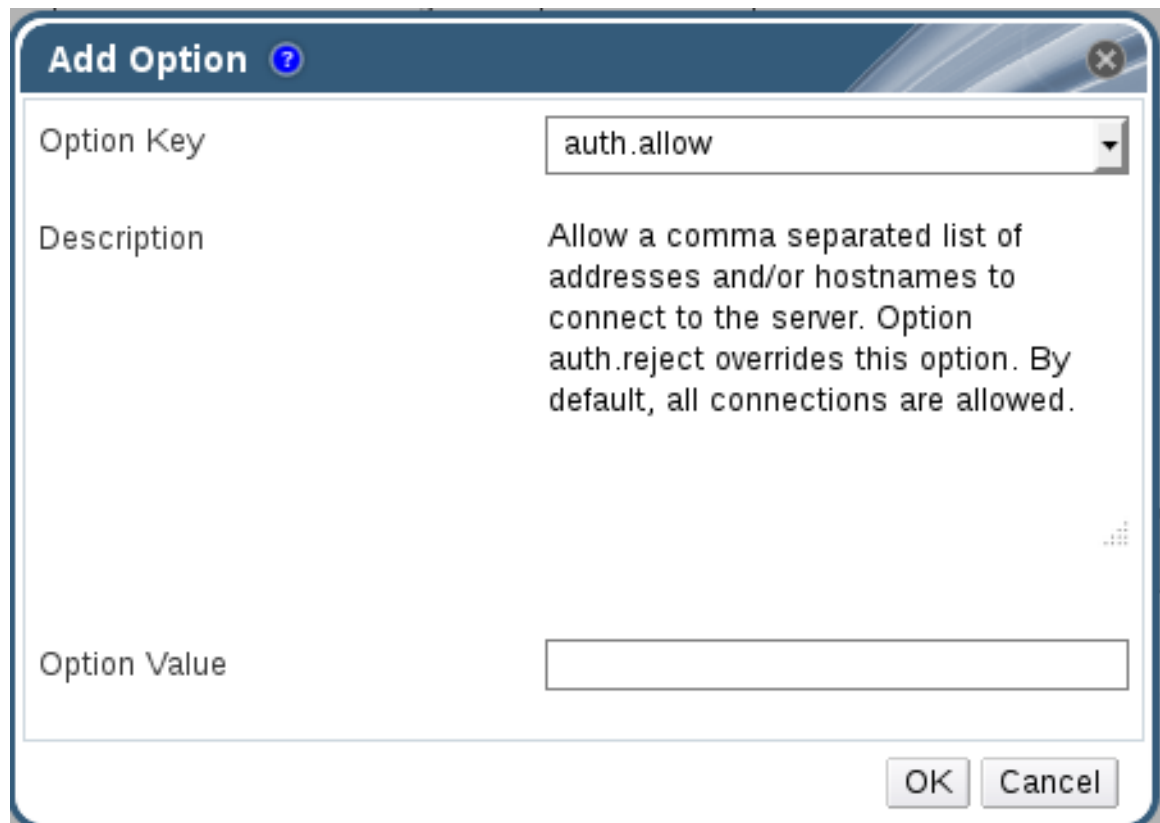 Add Option ?
Option Key
auth.allow
Description
Allow a comma separated list of
addresses and/or hostnames to
connect to the server. Option
auth.reject overrides this option. By
default, all connections are allowed.
Option Value
OK Cancel